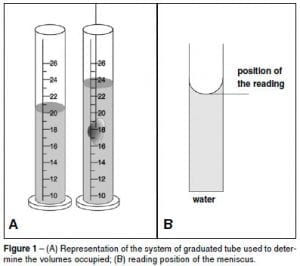 26
24
22
20
18
16
14
12
10
26
24
22
20
18
16
14
12
10
A
B
position of
the reading
water
Figure 1 – (A) Representation of the system of graduated tube used to deter-
mine the volumes occupied; (B) reading position of the meniscus.